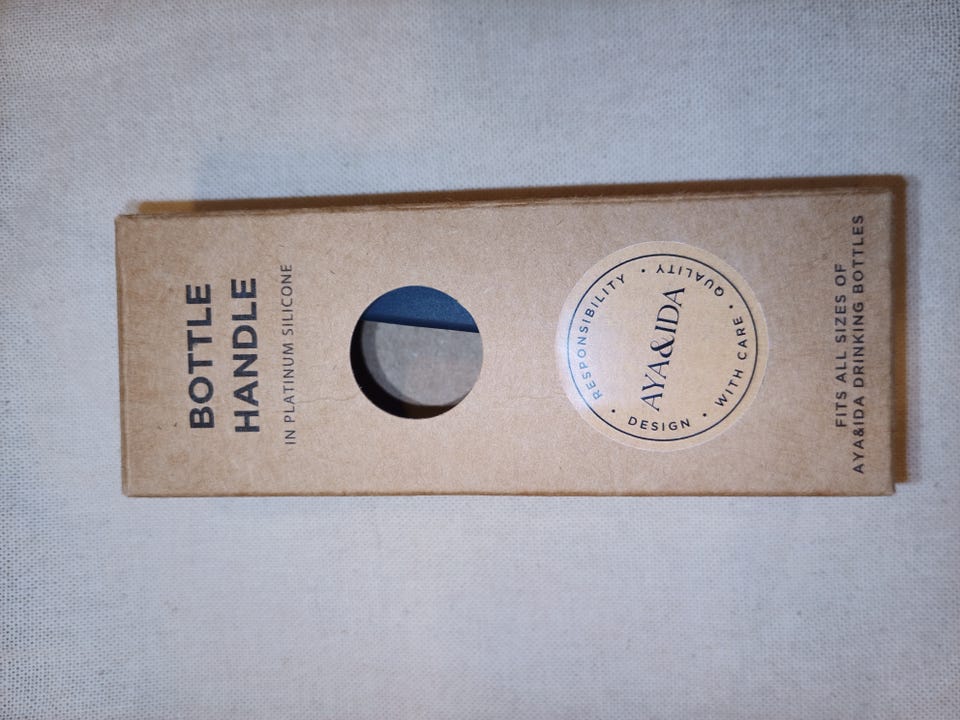 BOTTLE
HANDLE
IN PLATINUM SILICONE
RESPONSIBILITY • QUALITY • WITH CARE • DESIGN •
AYA&IDA
FITS ALL SIZES OF
AYA&IDA DRINKING BOTTLES